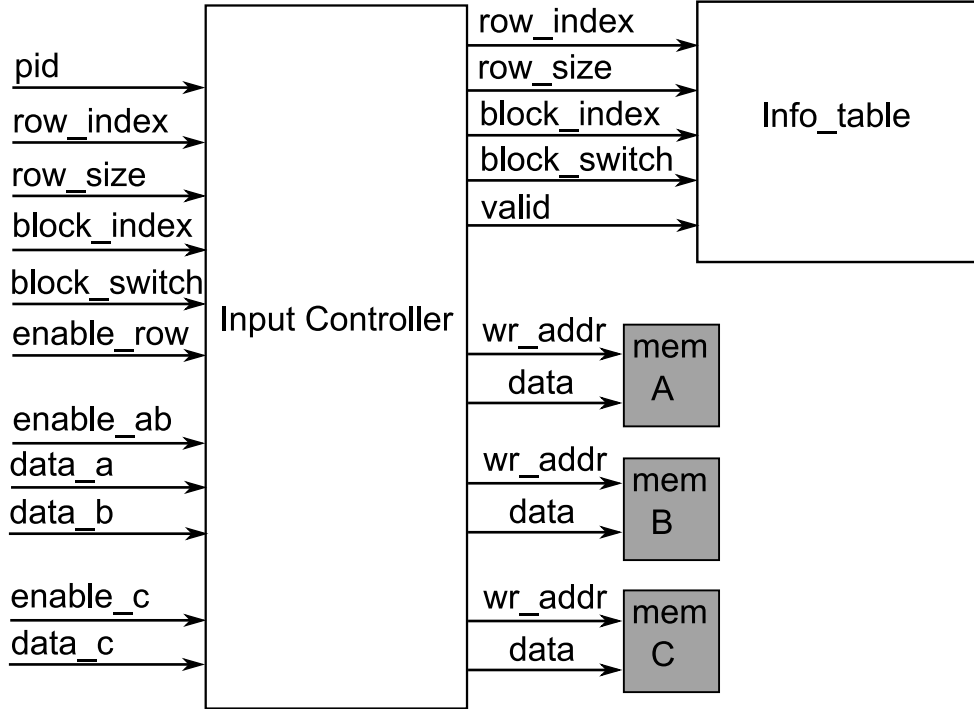 pid
row_index
row_size
block_index
block_switch
enable_row
enable_ab
data_a
data_b
enable_c
data_c
Input Controller
row_index
row_size
block_index
block_switch
valid
Info_table
wr_addr
data
mem
A
wr_addr
data
mem
B
wr_addr
data
mem
C